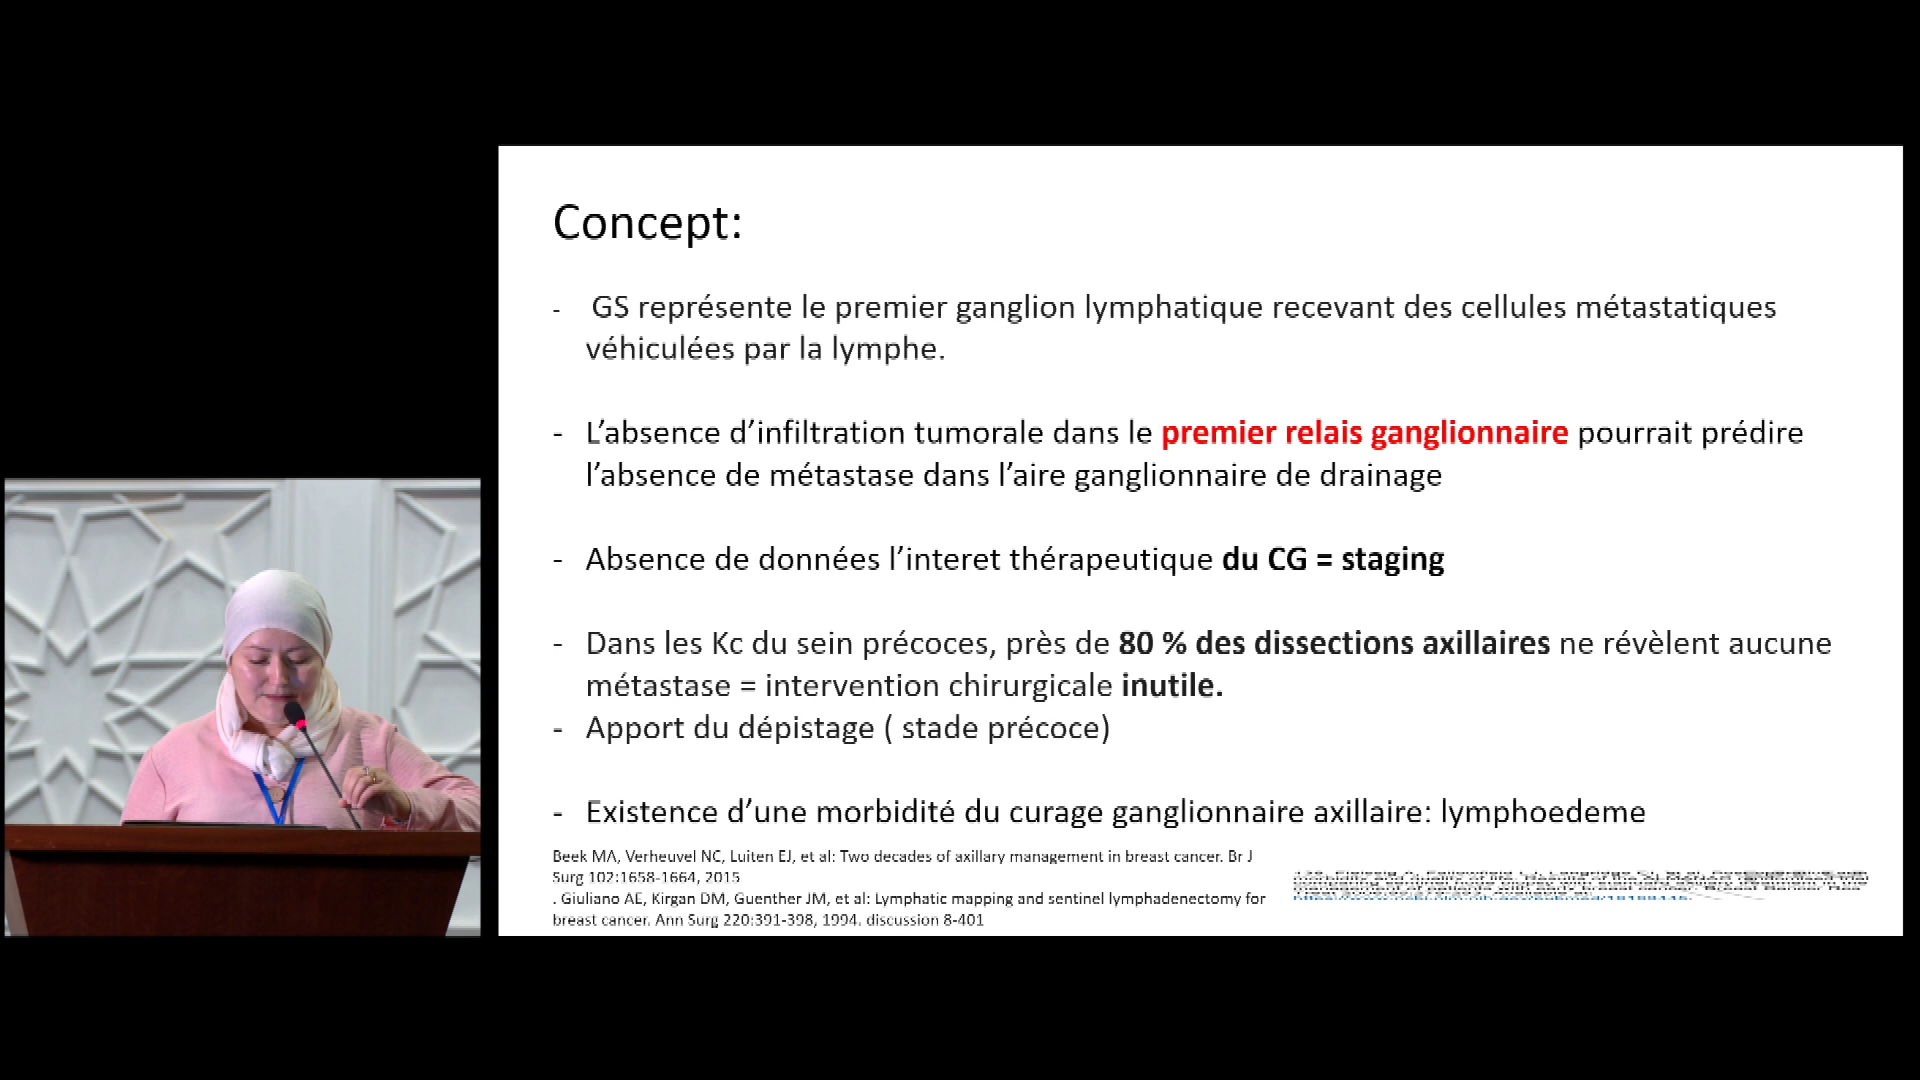 Concept:
- GS représente le premier ganglion lymphatique recevant des cellules métastatiques
véhiculées par la lymphe.
- L’absence d’infiltration tumorale dans le premier relais ganglionnaire pourrait prédire
l’absence de métastase dans l’aire ganglionnaire de drainage
- Absence de données l’interet thérapeutique du CG = staging
- Dans les Kc du sein précoces, près de 80 % des dissections axillaires ne révèlent aucune
métastase = intervention chirurgicale inutile.
- Apport du dépistage ( stade précoce)
- Existence d’une morbidité du curage ganglionnaire axillaire: lymphoedeme
Beek MA, Verheuvel NC, Luiten EJ, et al: Two decades of axillary management in breast cancer. Br J
Surg 102:1658-1664, 2015
. Giuliano AE, Kirgan DM, Guenther JM, et al: Lymphatic mapping and sentinel lymphadenectomy for
breast cancer. Ann Surg 220:391-398, 1994. discussion 8-401